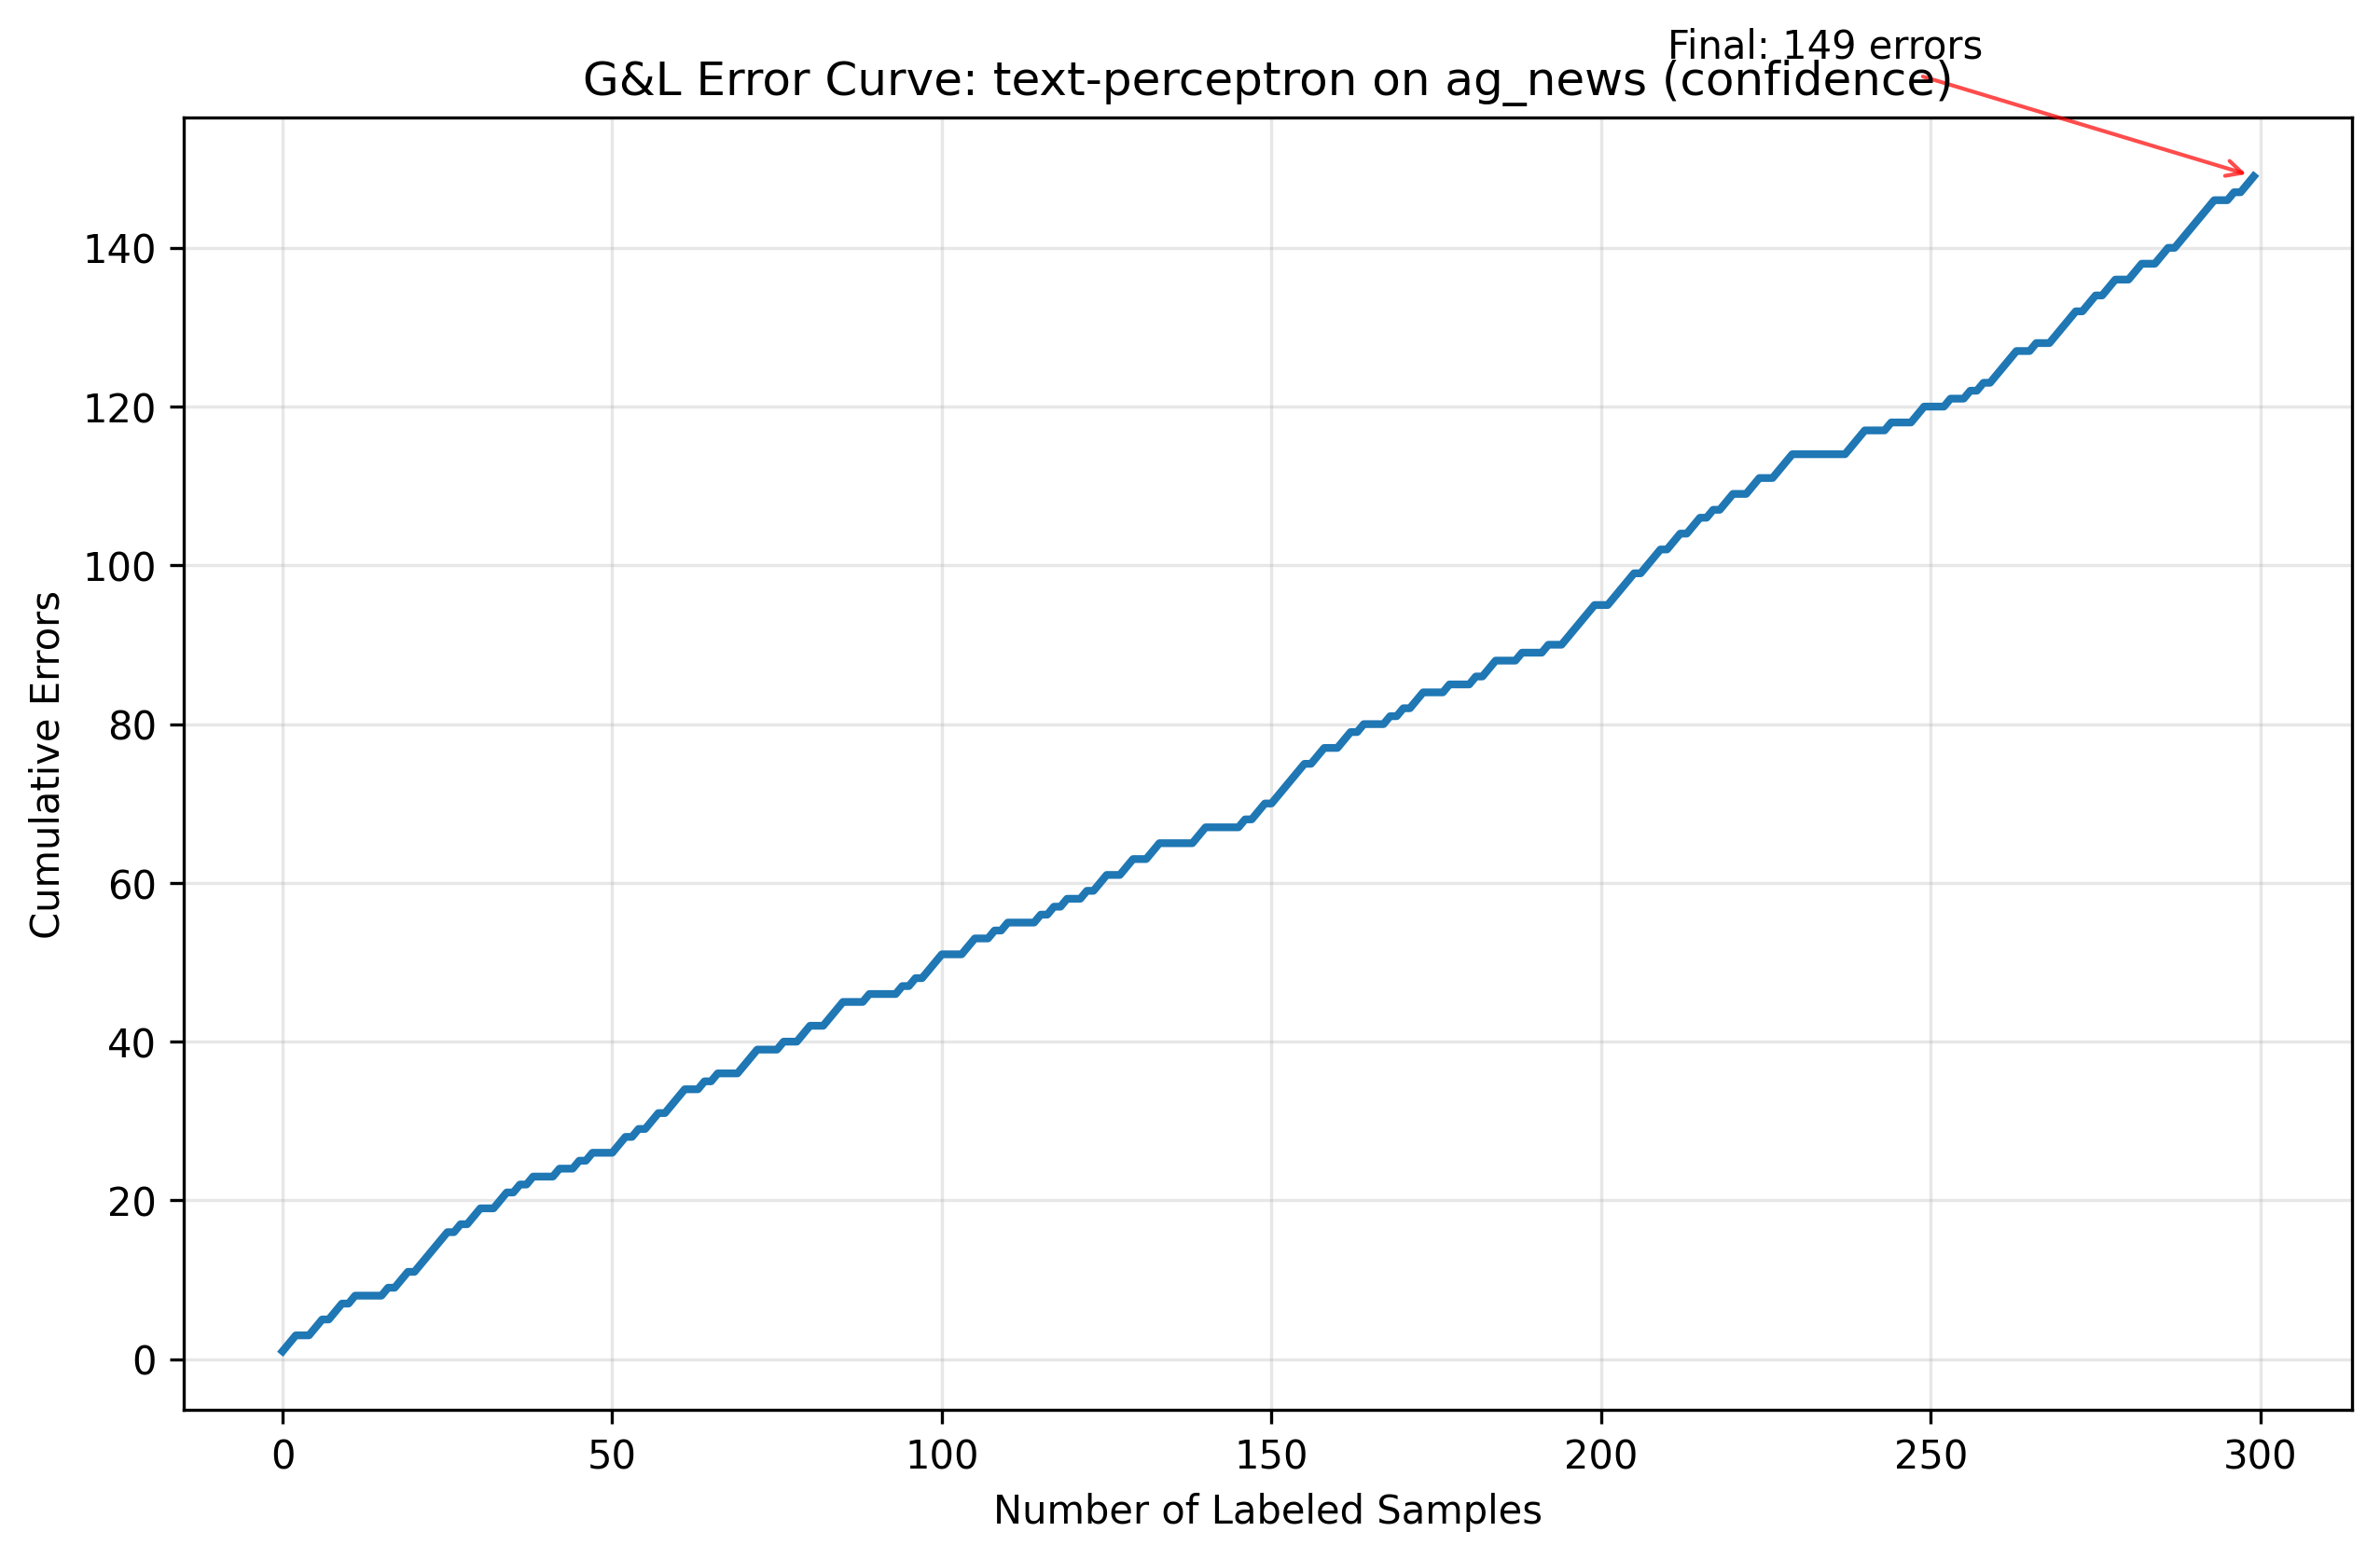 Final: 149 errors
G&L Error Curve: text-perceptron on ag_news (confidence)
Cumulative Errors
140
120
100
80
60
40
20
0
0 50 100 150 200 250 300
Number of Labeled Samples